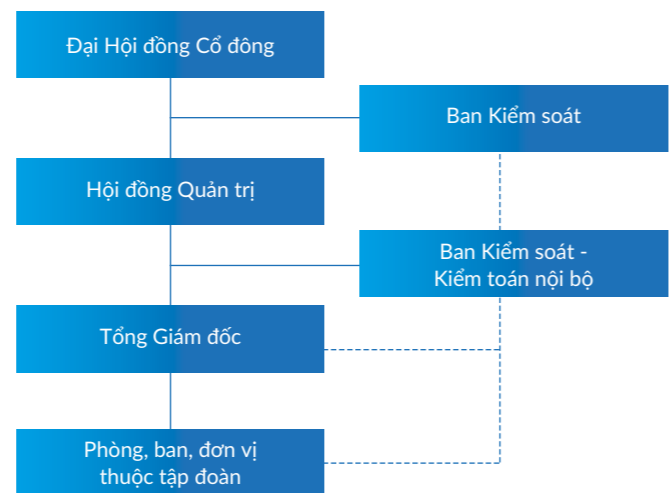 Đại Hội đồng Cổ đông
Ban Kiểm soát
Hội đồng Quản trị
Ban Kiểm soát -
Kiểm toán nội bộ
Tổng Giám đốc
Phòng, ban, đơn vị
thuộc tập đoàn